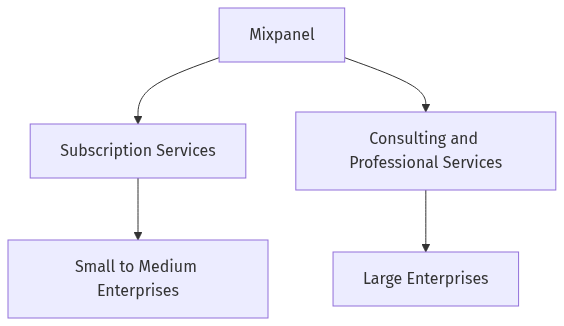 Mixpanel
Subscription Services
Consulting and
Professional Services
Small to Medium
Enterprises
Large Enterprises